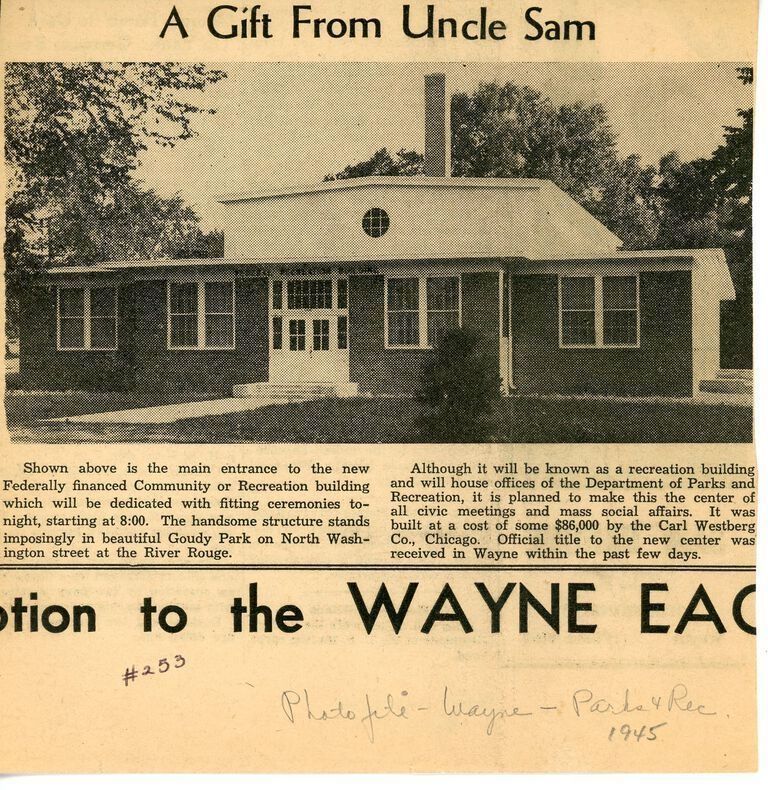 A Gift From Uncle Sam
RECREATION BUILDING
Shown above is the main entrance to the new
Federally financed Community or Recreation building
which will be dedicated with fitting ceremonies to-
night, starting at 8:00. The handsome structure stands
imposingly in beautiful Goudy Park on North Wash-
ington street at the River Rouge.
Although it will be known as a recreation building
and will house offices of the Department of Parks and
Recreation, it is planned to make this the center of
all civic meetings and mass social affairs. It was
built at a cost of some $86,000 by the Carl Westberg
Co., Chicago. Official title to the new center was
received in Wayne within the past few days.
ption to the WAYNE EAG
#253
Photo file - Wayne - Parks & Rec.
1945